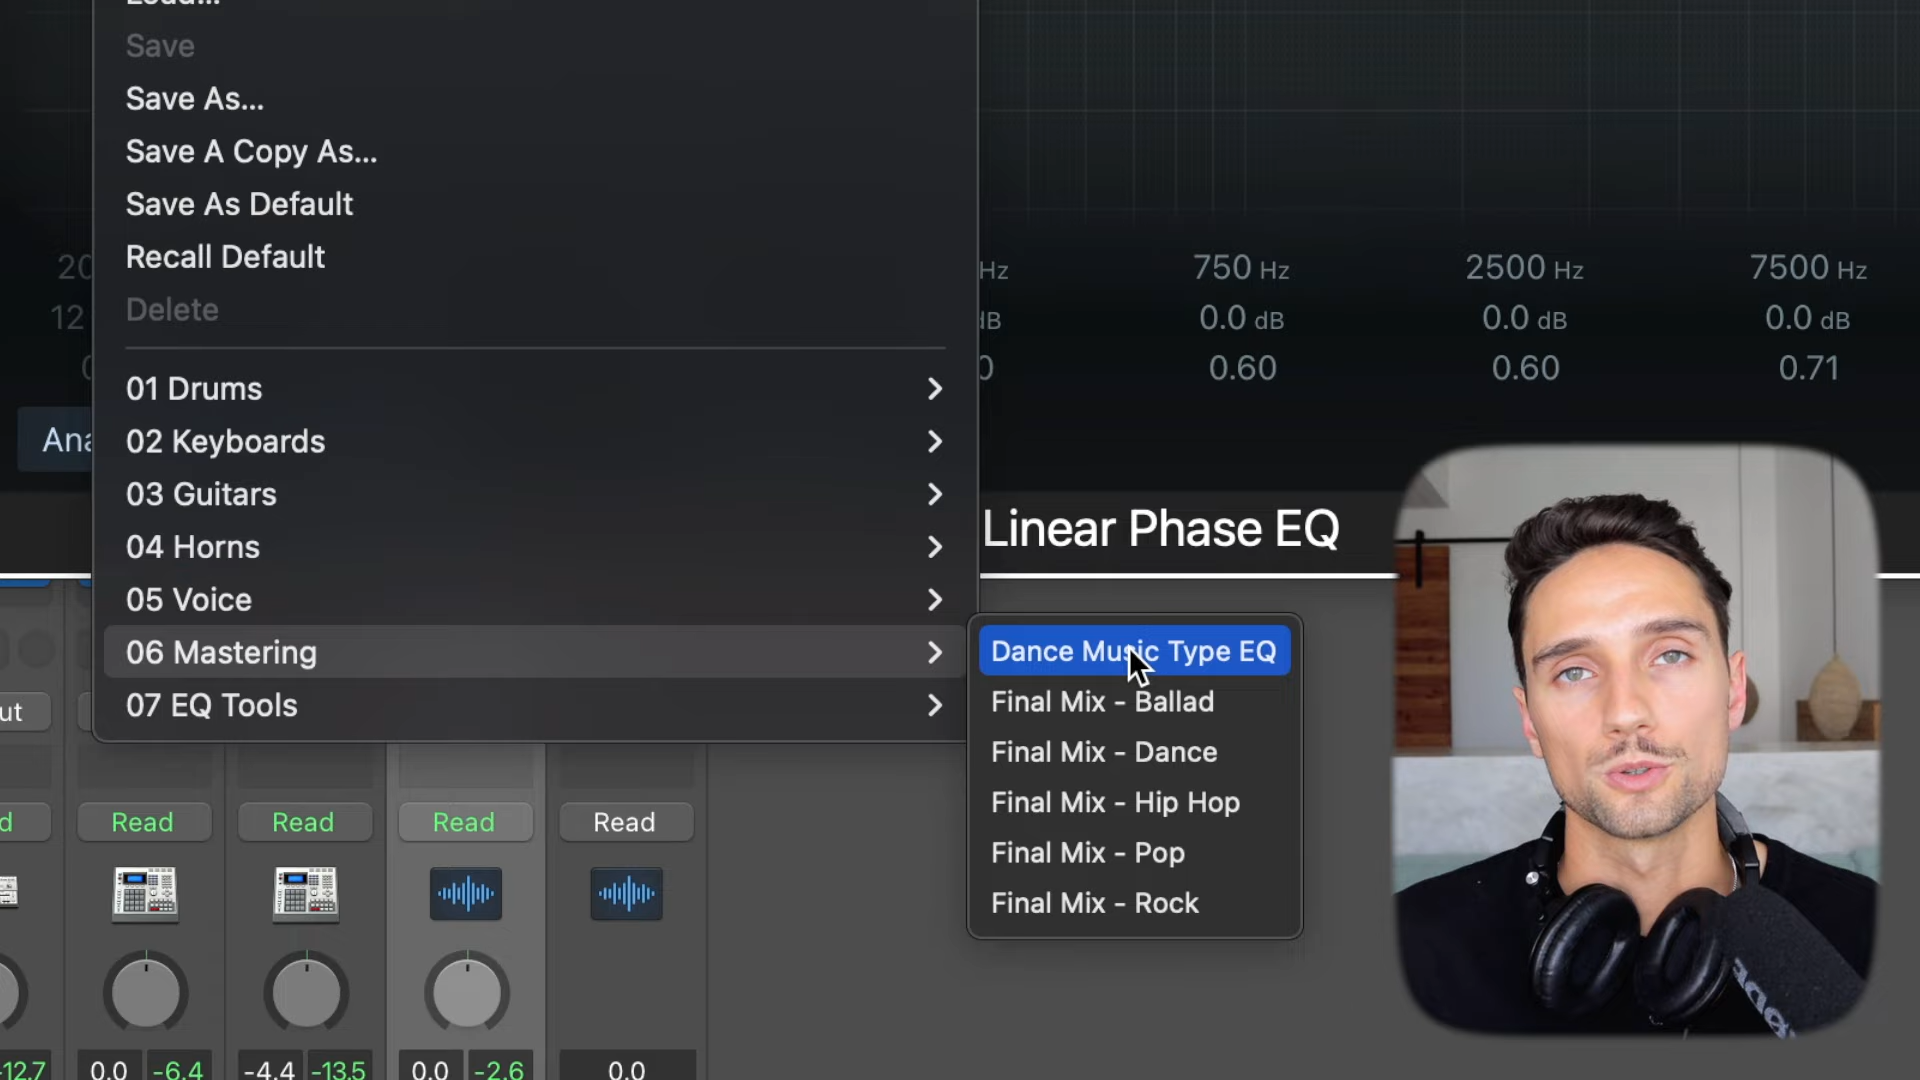 Load...
Save
Save As...
Save A Copy As...
Save As Default
Recall Default
Delete
01 Drums
02 Keyboards
03 Guitars
04 Horns
05 Voice
06 Mastering
07 EQ Tools
Dance Music Type EQ
Final Mix - Ballad
Final Mix - Dance
Final Mix - Hip Hop
Final Mix - Pop
Final Mix - Rock
Hz 750 Hz 2500 Hz 7500 Hz
0.0 dB 0.0 dB 0.0 dB
0.60 0.60 0.71
Linear Phase EQ
Read Read Read Read
-12.7 0.0 -6.4 -4.4 -13.5 0.0 -2.6 0.0